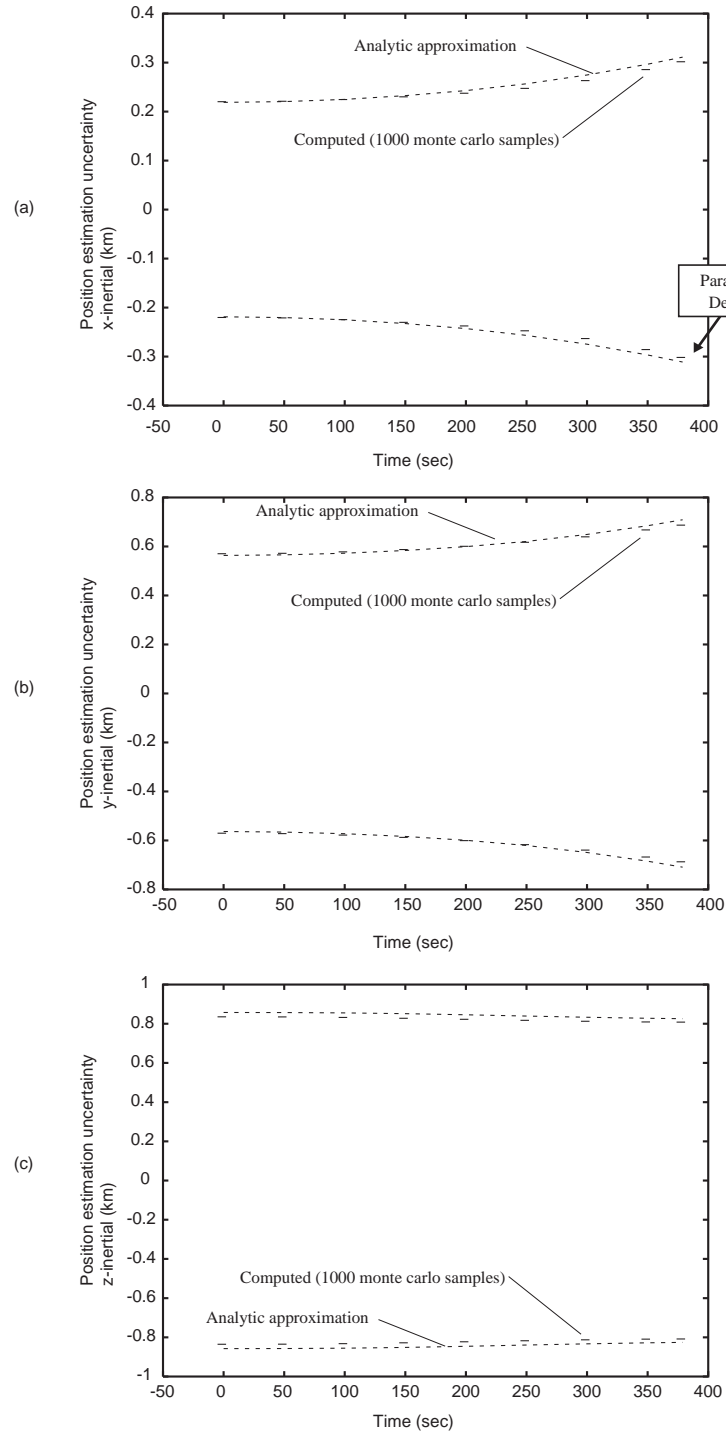 (a)
Position estimation uncertainty
x-inertial (km)
0.4
0.3
0.2
0.1
0
-0.1
-0.2
-0.3
-0.4
Analytic approximation
Computed (1000 monte carlo samples)
Para
De
-50 0 50 100 150 200 250 300 350 400
Time (sec)
(b)
Position estimation uncertainty
y-inertial (km)
0.8
0.6
0.4
0.2
0
-0.2
-0.4
-0.6
-0.8
Analytic approximation
Computed (1000 monte carlo samples)
-50 0 50 100 150 200 250 300 350 400
Time (sec)
(c)
Position estimation uncertainty
z-inertial (km)
1
0.8
0.6
0.4
0.2
0
-0.2
-0.4
-0.6
-0.8
-1
Computed (1000 monte carlo samples)
Analytic approximation
-50 0 50 100 150 200 250 300 350 400
Time (sec)